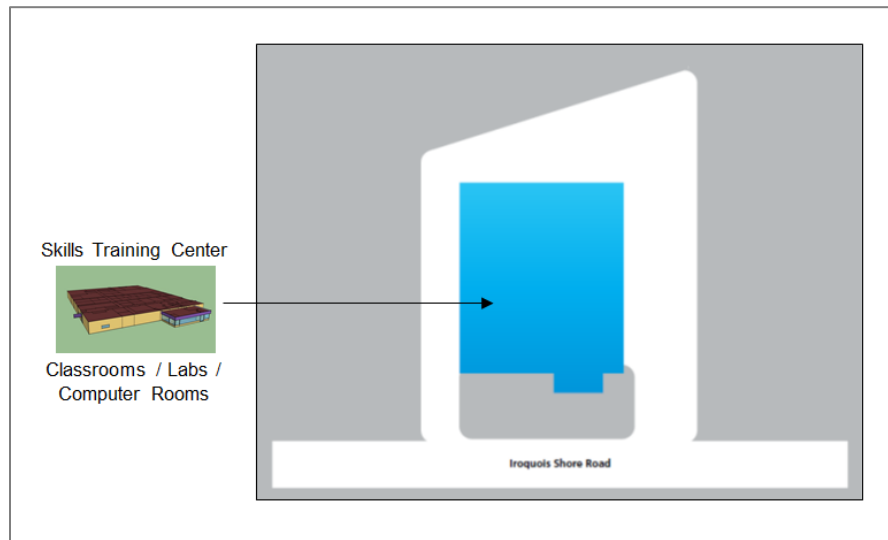 Skills Training Center
Classrooms / Labs /
Computer Rooms
Iroquois Shore Road